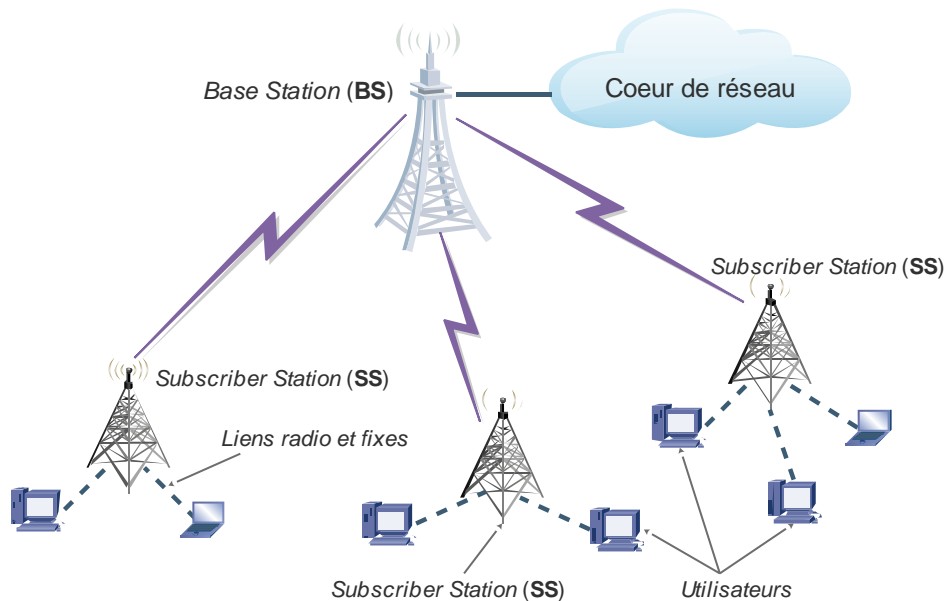 Base Station (BS)
Coeur de réseau
Subscriber Station (SS)
Subscriber Station (SS)
Liens radio et fixes
Subscriber Station (SS)
Utilisateurs